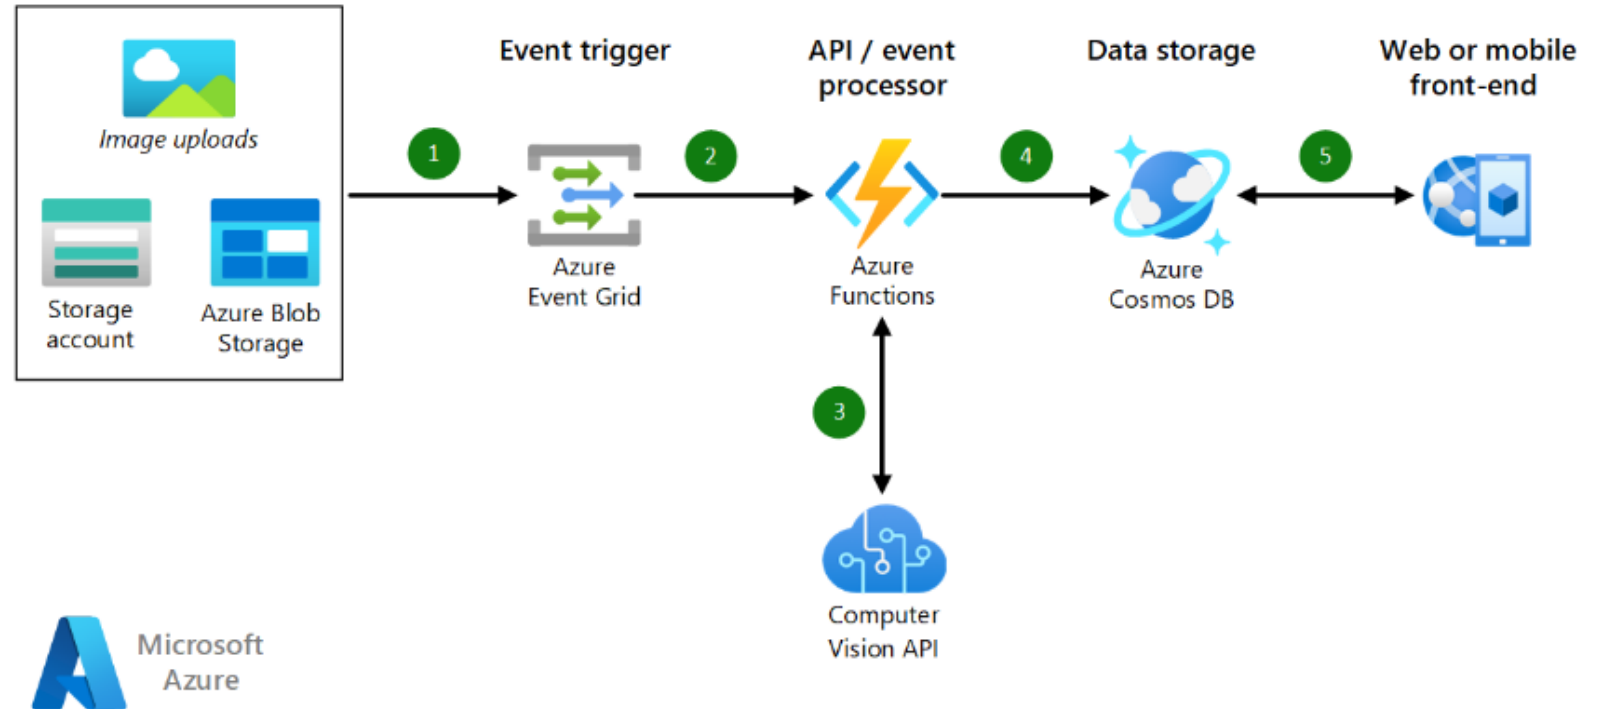 Image uploads
Storage
account
Azure Blob
Storage
1
Event trigger
Azure
Event Grid
2
API / event
processor
Azure
Functions
3
Computer
Vision API
4
Data storage
Azure
Cosmos DB
5
Web or mobile
front-end
Microsoft
Azure